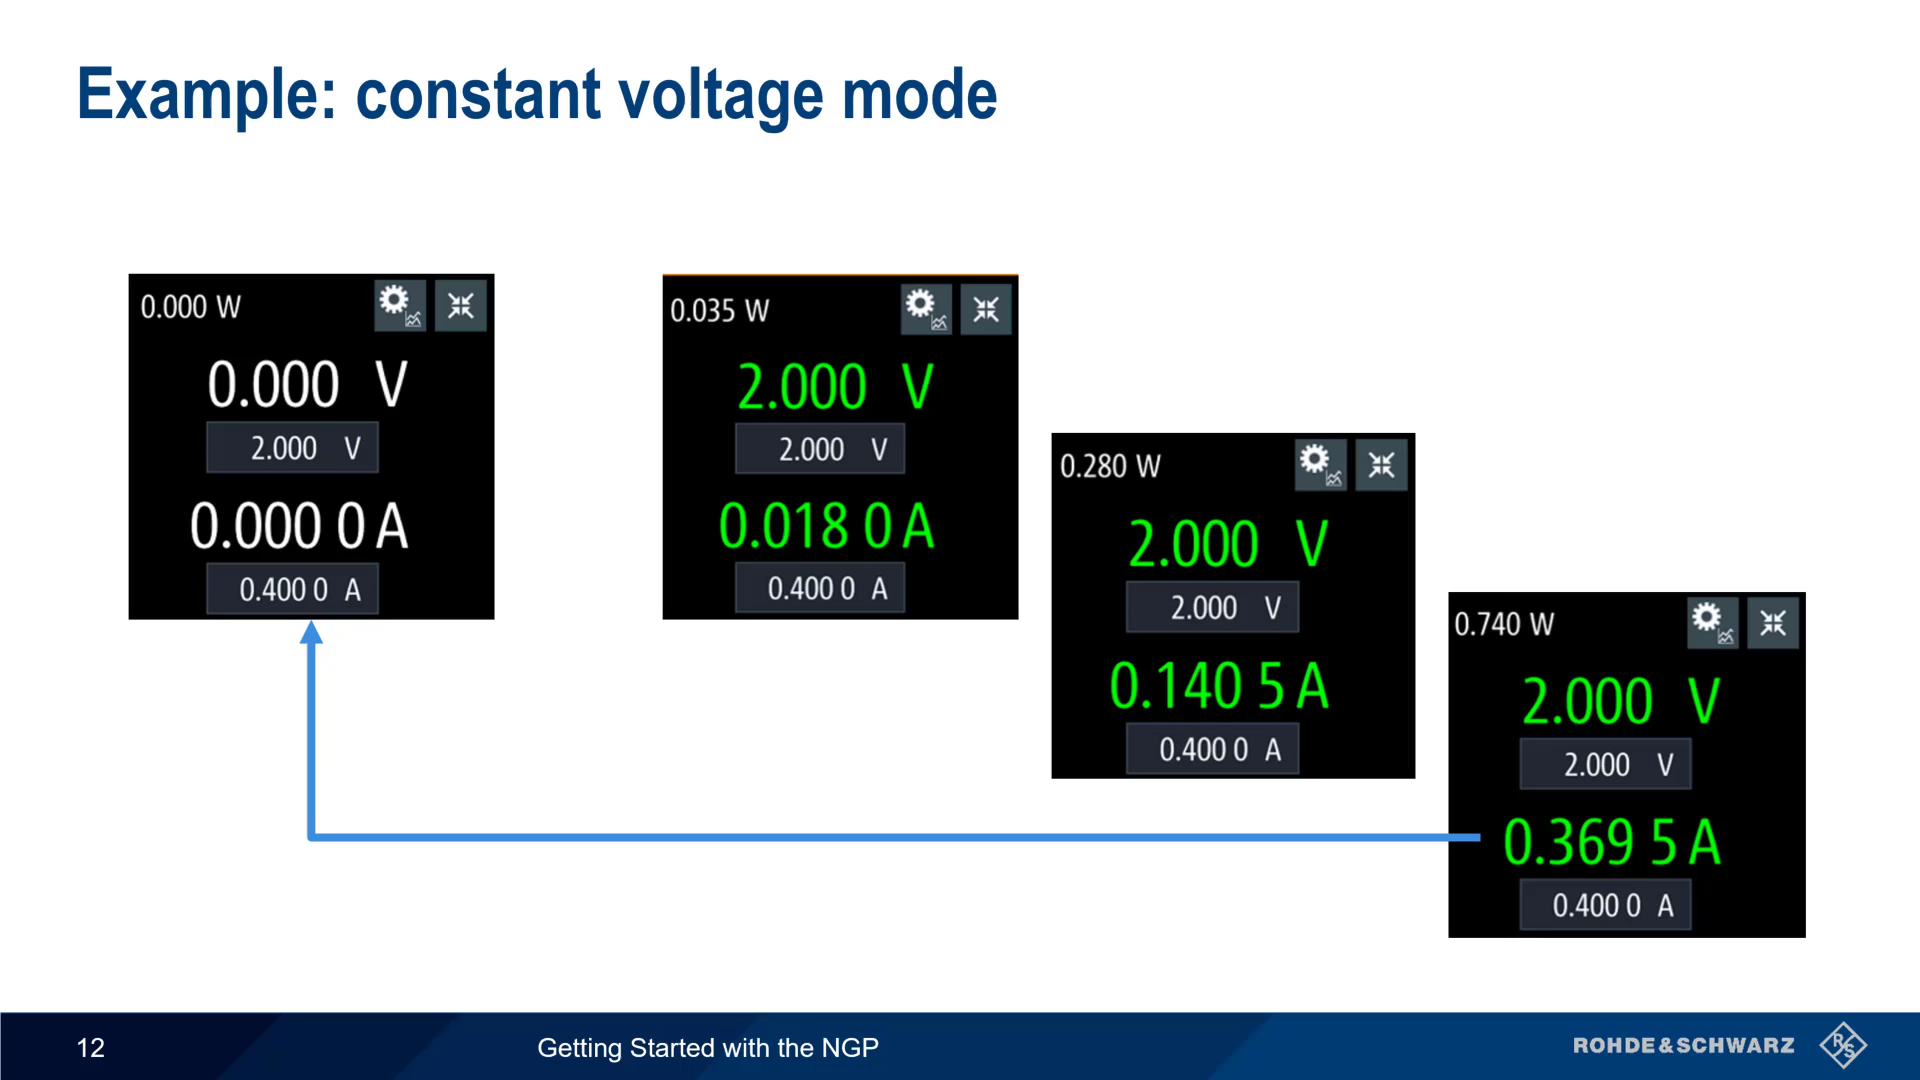 Example: constant voltage mode
0.000 W
0.000 V
2.000 V
0.000 0 A
0.400 0 A
0.035 W
2.000 V
2.000 V
0.018 0 A
0.400 0 A
0.280 W
2.000 V
2.000 V
0.140 5 A
0.400 0 A
0.740 W
2.000 V
2.000 V
0.369 5 A
0.400 0 A
12
Getting Started with the NGP
ROHDE&SCHWARZ
R&S